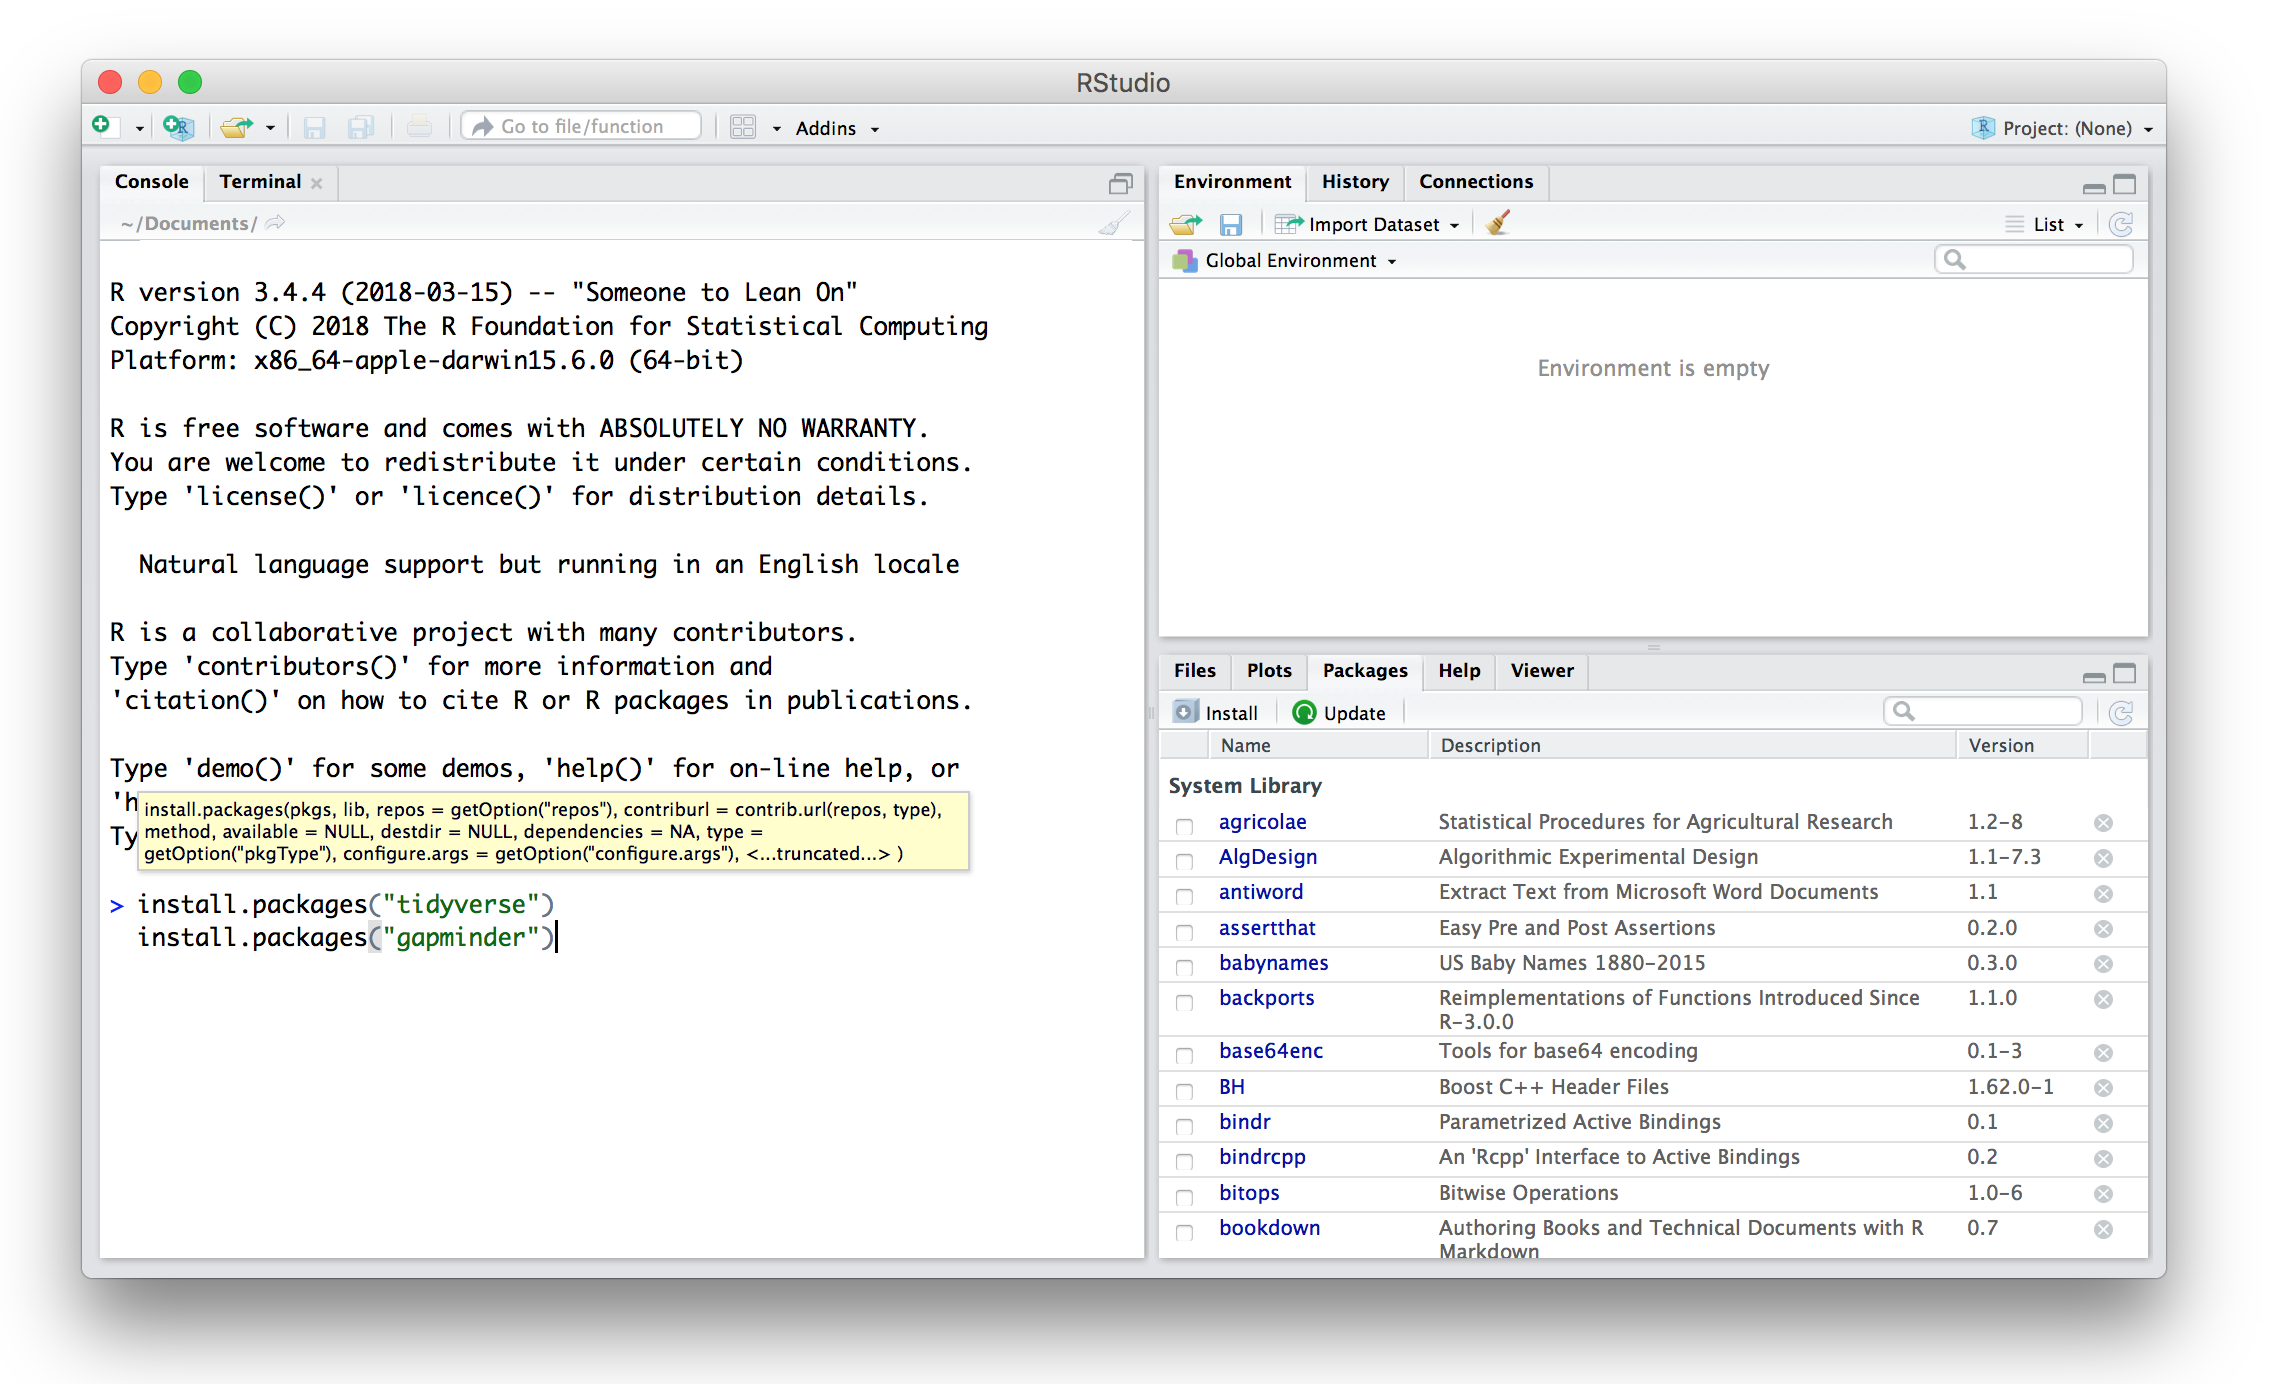 RStudio
Go to file/function
Addins
Project: (None)
Console Terminal
~/Documents/
R version 3.4.4 (2018-03-15) -- "Someone to Lean On"
Copyright (C) 2018 The R Foundation for Statistical Computing
Platform: x86_64-apple-darwin15.6.0 (64-bit)
R is free software and comes with ABSOLUTELY NO WARRANTY.
You are welcome to redistribute it under certain conditions.
Type 'license()' or 'licence()' for distribution details.
Natural language support but running in an English locale
R is a collaborative project with many contributors.
Type 'contributors()' for more information and
'citation()' on how to cite R or R packages in publications.
Type 'demo()' for some demos, 'help()' for on-line help, or
'h
Ty
install.packages(pkgs, lib, repos = getOption("repos"), contriburl = contrib.url(repos, type),
method, available = NULL, destdir = NULL, dependencies = NA, type =
getOption("pkgType"), configure.args = getOption("configure.args"), <...truncated...> )
> install.packages("tidyverse")
install.packages("gapminder")
Environment History Connections
Import Dataset
List
Global Environment
Environment is empty
Files Plots Packages Help Viewer
Install Update
Name Description Version
System Library
agricolae Statistical Procedures for Agricultural Research 1.2-8
AlgDesign Algorithmic Experimental Design 1.1-7.3
antiword Extract Text from Microsoft Word Documents 1.1
assertthat Easy Pre and Post Assertions 0.2.0
babynames US Baby Names 1880-2015 0.3.0
backports Reimplementations of Functions Introduced Since 1.1.0
R-3.0.0
base64enc Tools for base64 encoding 0.1-3
BH Boost C++ Header Files 1.62.0-1
bindr Parametrized Active Bindings 0.1
bindrcpp An 'Rcpp' Interface to Active Bindings 0.2
bitops Bitwise Operations 1.0-6
bookdown Authoring Books and Technical Documents with R 0.7
Markdown